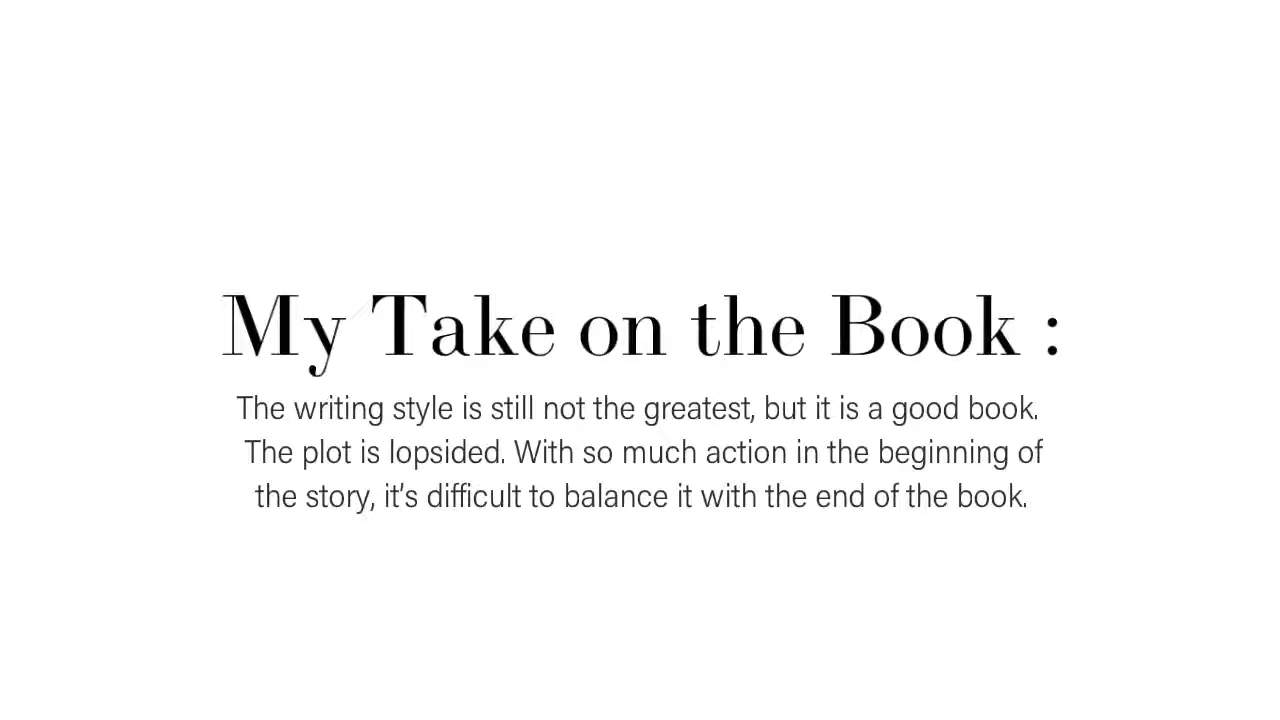 My Take on the Book :
The writing style is still not the greatest, but it is a good book.
The plot is lopsided. With so much action in the beginning of
the story, it’s difficult to balance it with the end of the book.